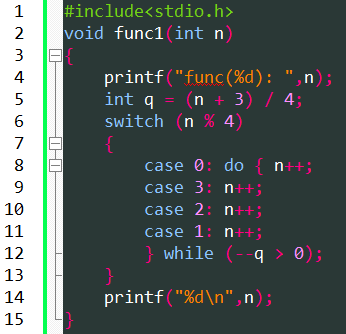 1 #include<stdio.h>
2 void func1(int n)
3 {
4 printf("func(%d): ",n);
5 int q = (n + 3) / 4;
6 switch (n % 4)
7 {
8 case 0: do { n++;
9 case 3: n++;
10 case 2: n++;
11 case 1: n++;
12 } while (--q > 0);
13 }
14 printf("%d\n",n);
15 }